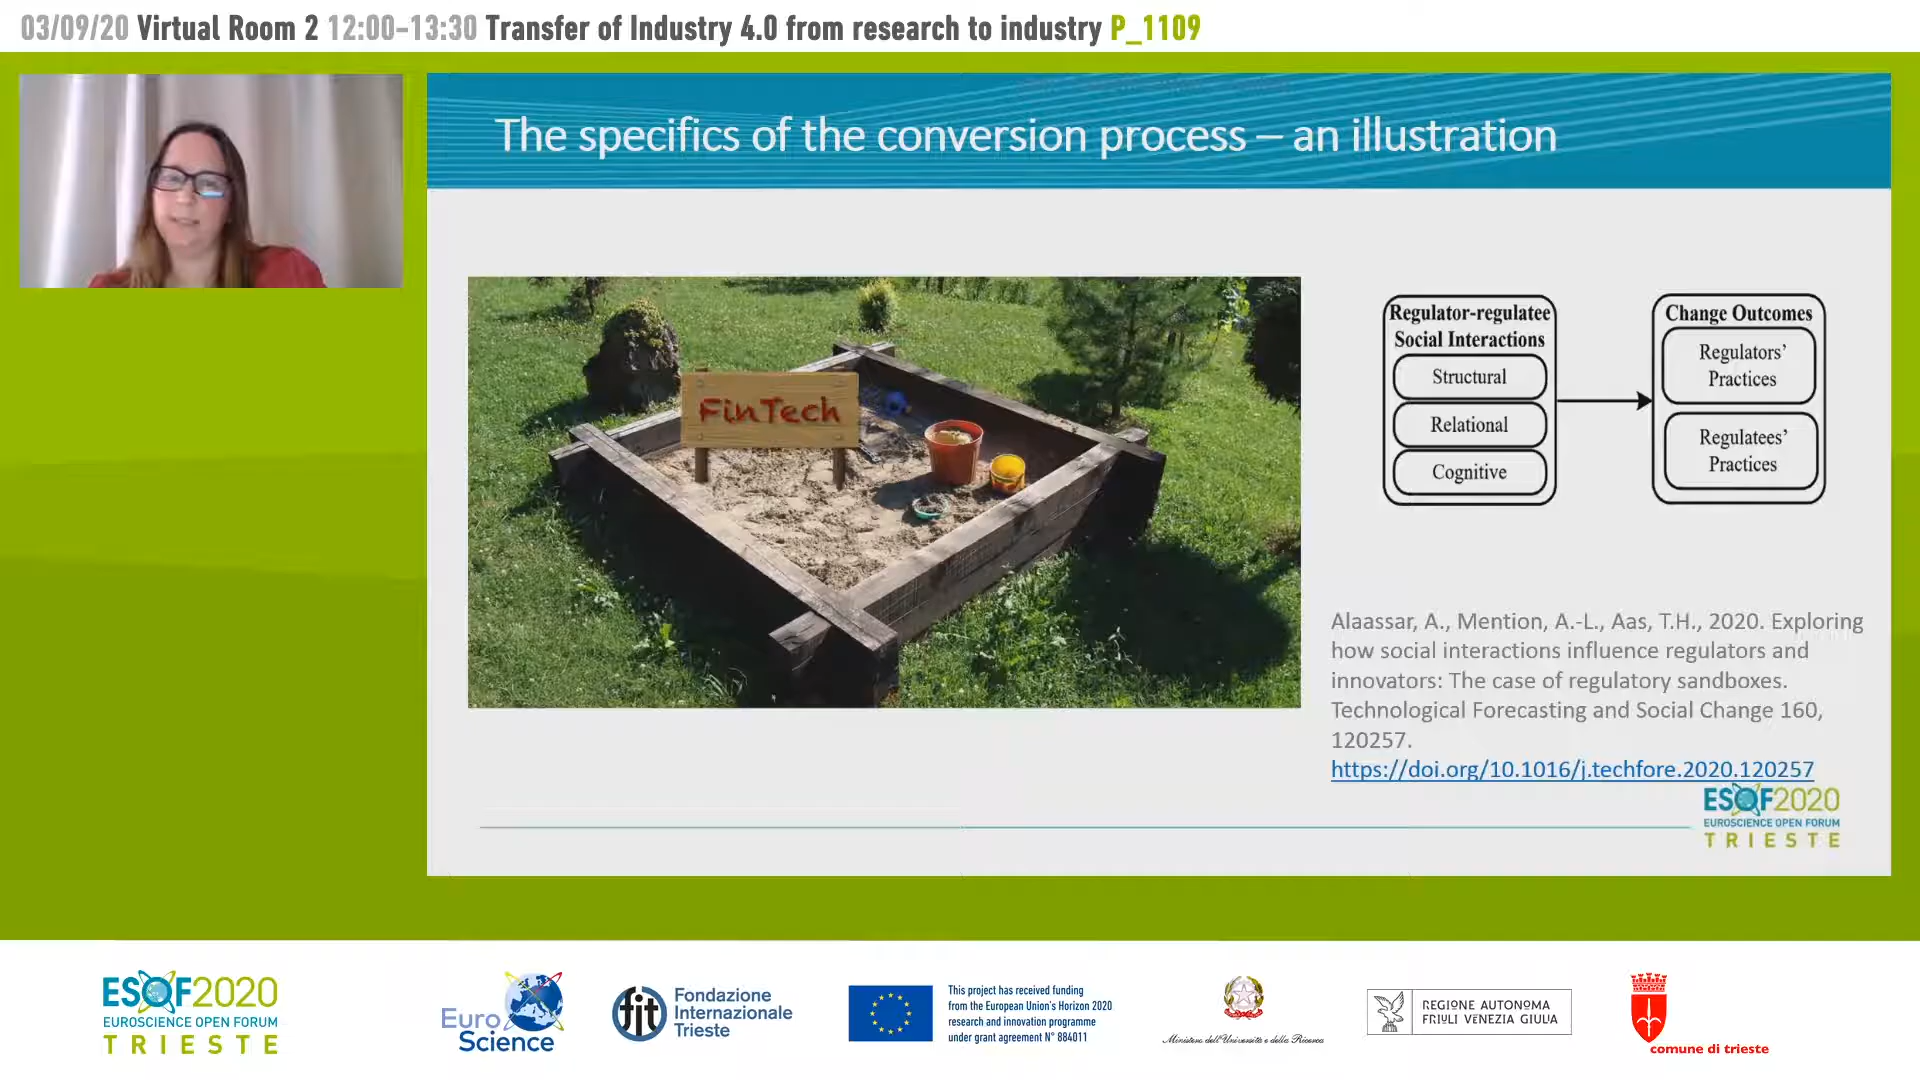 03/09/20 Virtual Room 2 12:00-13:30 Transfer of Industry 4.0 from research to industry P_1109
The specifics of the conversion process – an illustration
FinTech
Regulator-regulatee
Social Interactions
Structural
Relational
Cognitive
Change Outcomes
Regulators'
Practices
Regulatees'
Practices
Alaassar, A., Mention, A.-L., Aas, T.H., 2020. Exploring
how social interactions influence regulators and
innovators: The case of regulatory sandboxes.
Technological Forecasting and Social Change 160,
120257.
https://doi.org/10.1016/j.techfore.2020.120257
ESOF2020
EUROSCIENCE OPEN FORUM
TRIESTE
ESOF2020
EUROSCIENCE OPEN FORUM
TRIESTE
Euro
Science
fit
Fondazione
Internazionale
Trieste
This project has received funding
from the European Union's Horizon 2020
research and innovation programme
under grant agreement N° 884011
Ministero dell'Università e della Ricerca
REGIONE AUTONOMA
FRIULI VENEZIA GIULIA
comune di trieste